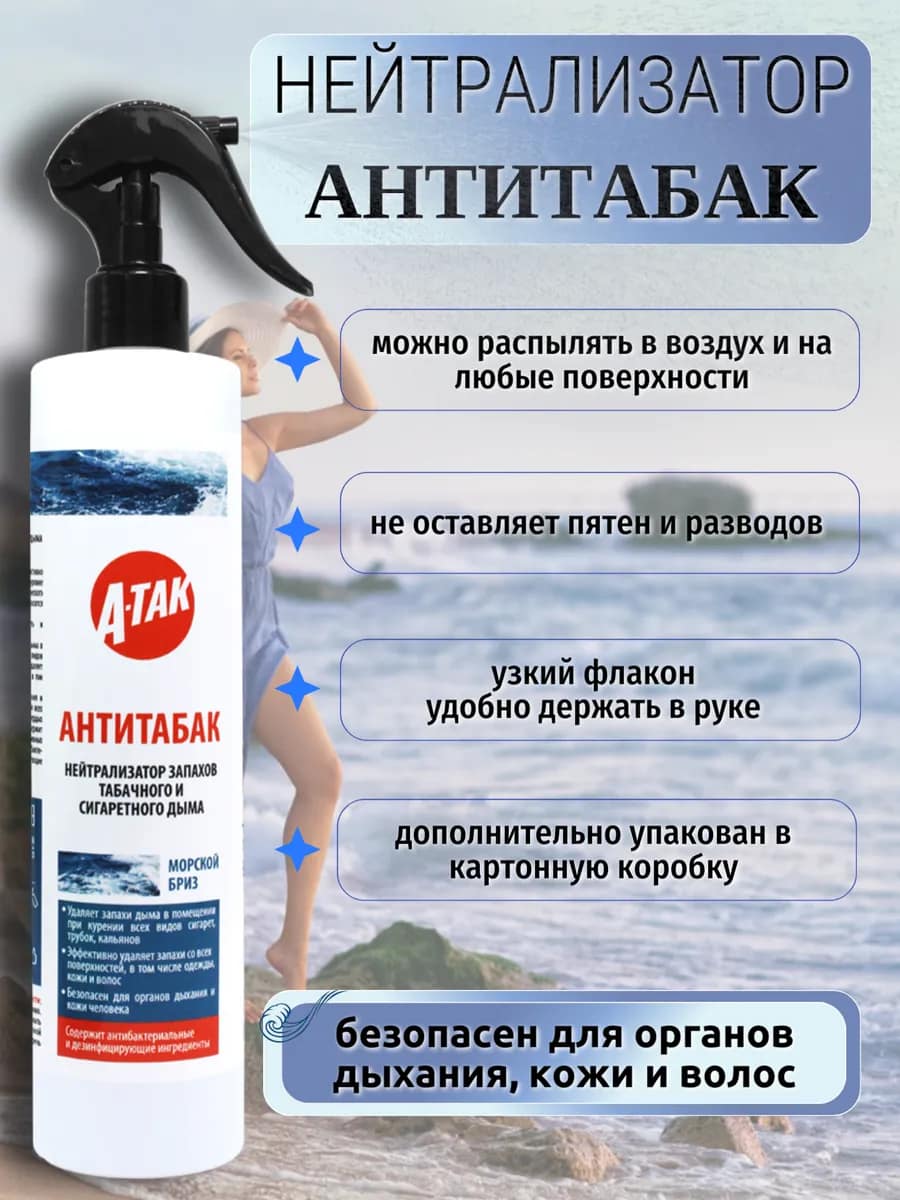 НЕЙТРАЛИЗАТОР
АНТИТАБАК
можно распылять в воздух и на
любые поверхности
не оставляет пятен и разводов
узкий флакон
удобно держать в руке
дополнительно упакован в
картонную коробку
безопасен для органов
дыхания, кожи и волос
А-ТАК
АНТИТАБАК
НЕЙТРАЛИЗАТОР ЗАПАХОВ
ТАБАЧНОГО И
СИГАРЕТНОГО ДЫМА
МОРСКОЙ
БРИЗ
• Удаляет запахи дыма в помещении
при курении всех видов сигарет,
трубок, кальянов
• Эффективно удаляет запахи со всех
поверхностей, в том числе одежды,
кожи и волос
• Безопасен для органов дыхания и
кожи человека
Содержит антибактериальные
и дезинфицирующие ингредиенты